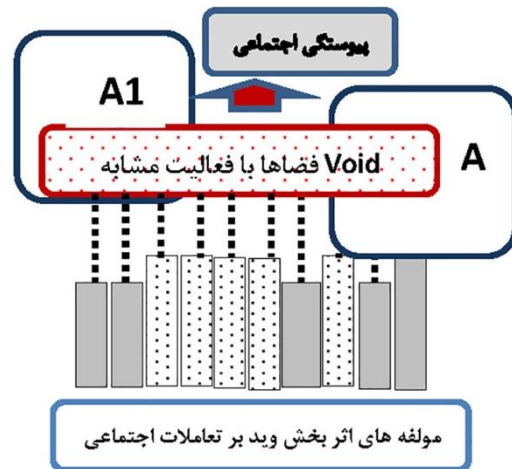 پیوستگی اجتماعی
A1
A
Void فضاها با فعالیت مشابه
مولفه های اثر بخش وید بر تعاملات اجتماعی